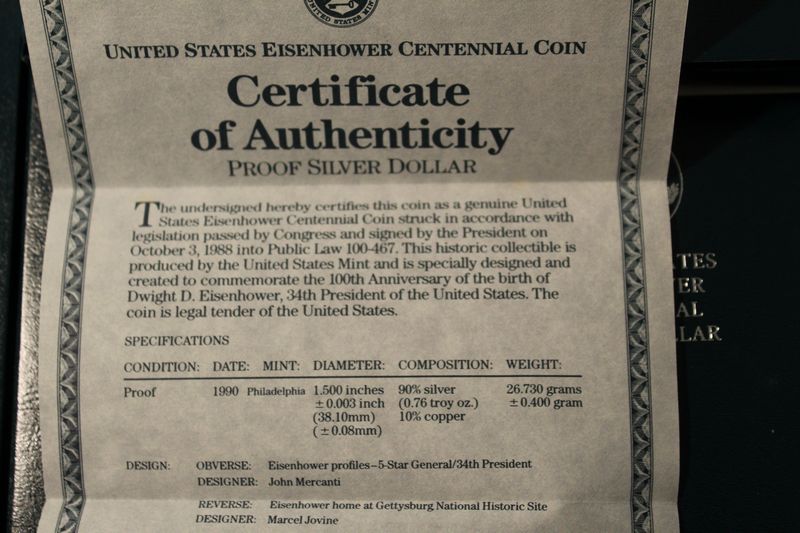 UNITED STATES EISENHOWER CENTENNIAL COIN
Certificate
of Authenticity
PROOF SILVER DOLLAR
The undersigned hereby certifies this coin as a genuine United
States Eisenhower Centennial Coin struck in accordance with
legislation passed by Congress and signed by the President on
October 3, 1988 into Public Law 100-467. This historic collectible is
produced by the United States Mint and is specially designed and
created to commemorate the 100th Anniversary of the birth of
Dwight D. Eisenhower, 34th President of the United States. The
coin is legal tender of the United States.
SPECIFICATIONS
CONDITION: DATE: MINT: DIAMETER: COMPOSITION: WEIGHT:
Proof 1990 Philadelphia 1.500 inches 90% silver 26.730 grams
± 0.003 inch (0.76 troy oz.) ± 0.400 gram
(38.10mm) 10% copper
(± 0.08mm)
DESIGN: OBVERSE: Eisenhower profiles–5-Star General/34th President
DESIGNER: John Mercanti
REVERSE: Eisenhower home at Gettysburg National Historic Site
DESIGNER: Marcel Jovine
TES
ER
AL
LAR